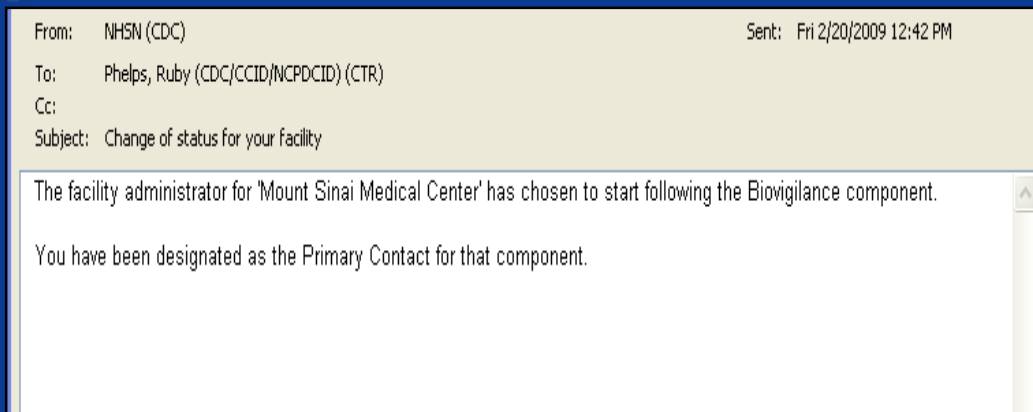 From: NHSN (CDC) Sent: Fri 2/20/2009 12:42 PM
To: Phelps, Ruby (CDC/CCID/NCPDCID) (CTR)
Cc:
Subject: Change of status for your facility
The facility administrator for 'Mount Sinai Medical Center' has chosen to start following the Biovigilance component.
You have been designated as the Primary Contact for that component.